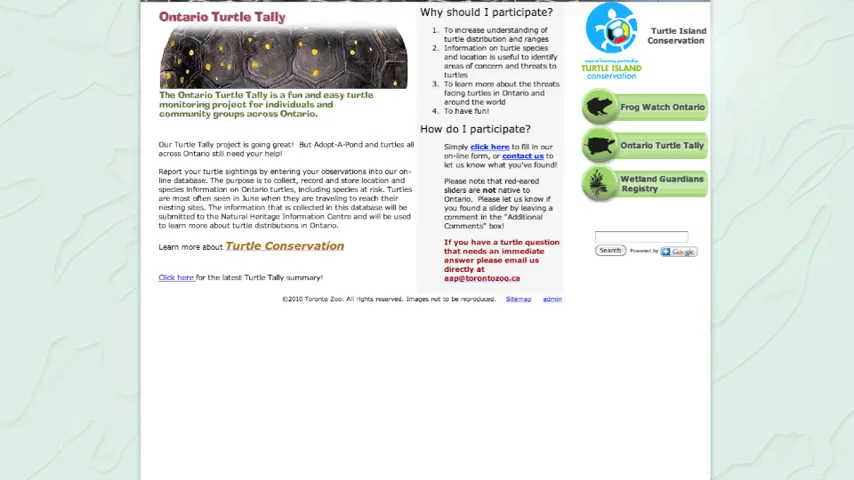 Ontario Turtle Tally
The Ontario Turtle Tally is a fun and easy turtle
monitoring project for individuals and
community groups across Ontario.
Our Turtle Tally project is going great! But Adopt-A-Pond and turtles all
across Ontario still need your help!
Report your turtle sightings by entering your observations into our on-
line database. The purpose is to collect, record and store location and
species information on Ontario turtles, including species at risk. Turtles
are most often seen in June when they are traveling to reach their
nesting sites. The information that is collected in this database will be
submitted to the Natural Heritage Information Centre and will be used
to learn more about turtle distributions in Ontario.
Learn more about Turtle Conservation
Click here for the latest Turtle Tally summary!
Why should I participate?
1. To increase understanding of
turtle distribution and ranges
2. Information on turtle species
and location is useful to identify
areas of concern and threats to
turtles
3. To learn more about the threats
facing turtles in Ontario and
around the world
4. To have fun!
How do I participate?
Simply click here to fill in our
on-line form, or contact us to
let us know what you've found!
Please note that red-eared
sliders are not native to
Ontario. Please let us know if
you found a slider by leaving a
comment in the "Additional
Comments" box!
If you have a turtle question
that needs an immediate
answer please email us
directly at
aap@torontozoo.ca
Turtle Island
Conservation
TURTLE ISLAND
conservation
Frog Watch Ontario
Ontario Turtle Tally
Wetland Guardians
Registry
Search Powered by Google
©2010 Toronto Zoo. All rights reserved. Images not to be reproduced. Sitemap admin